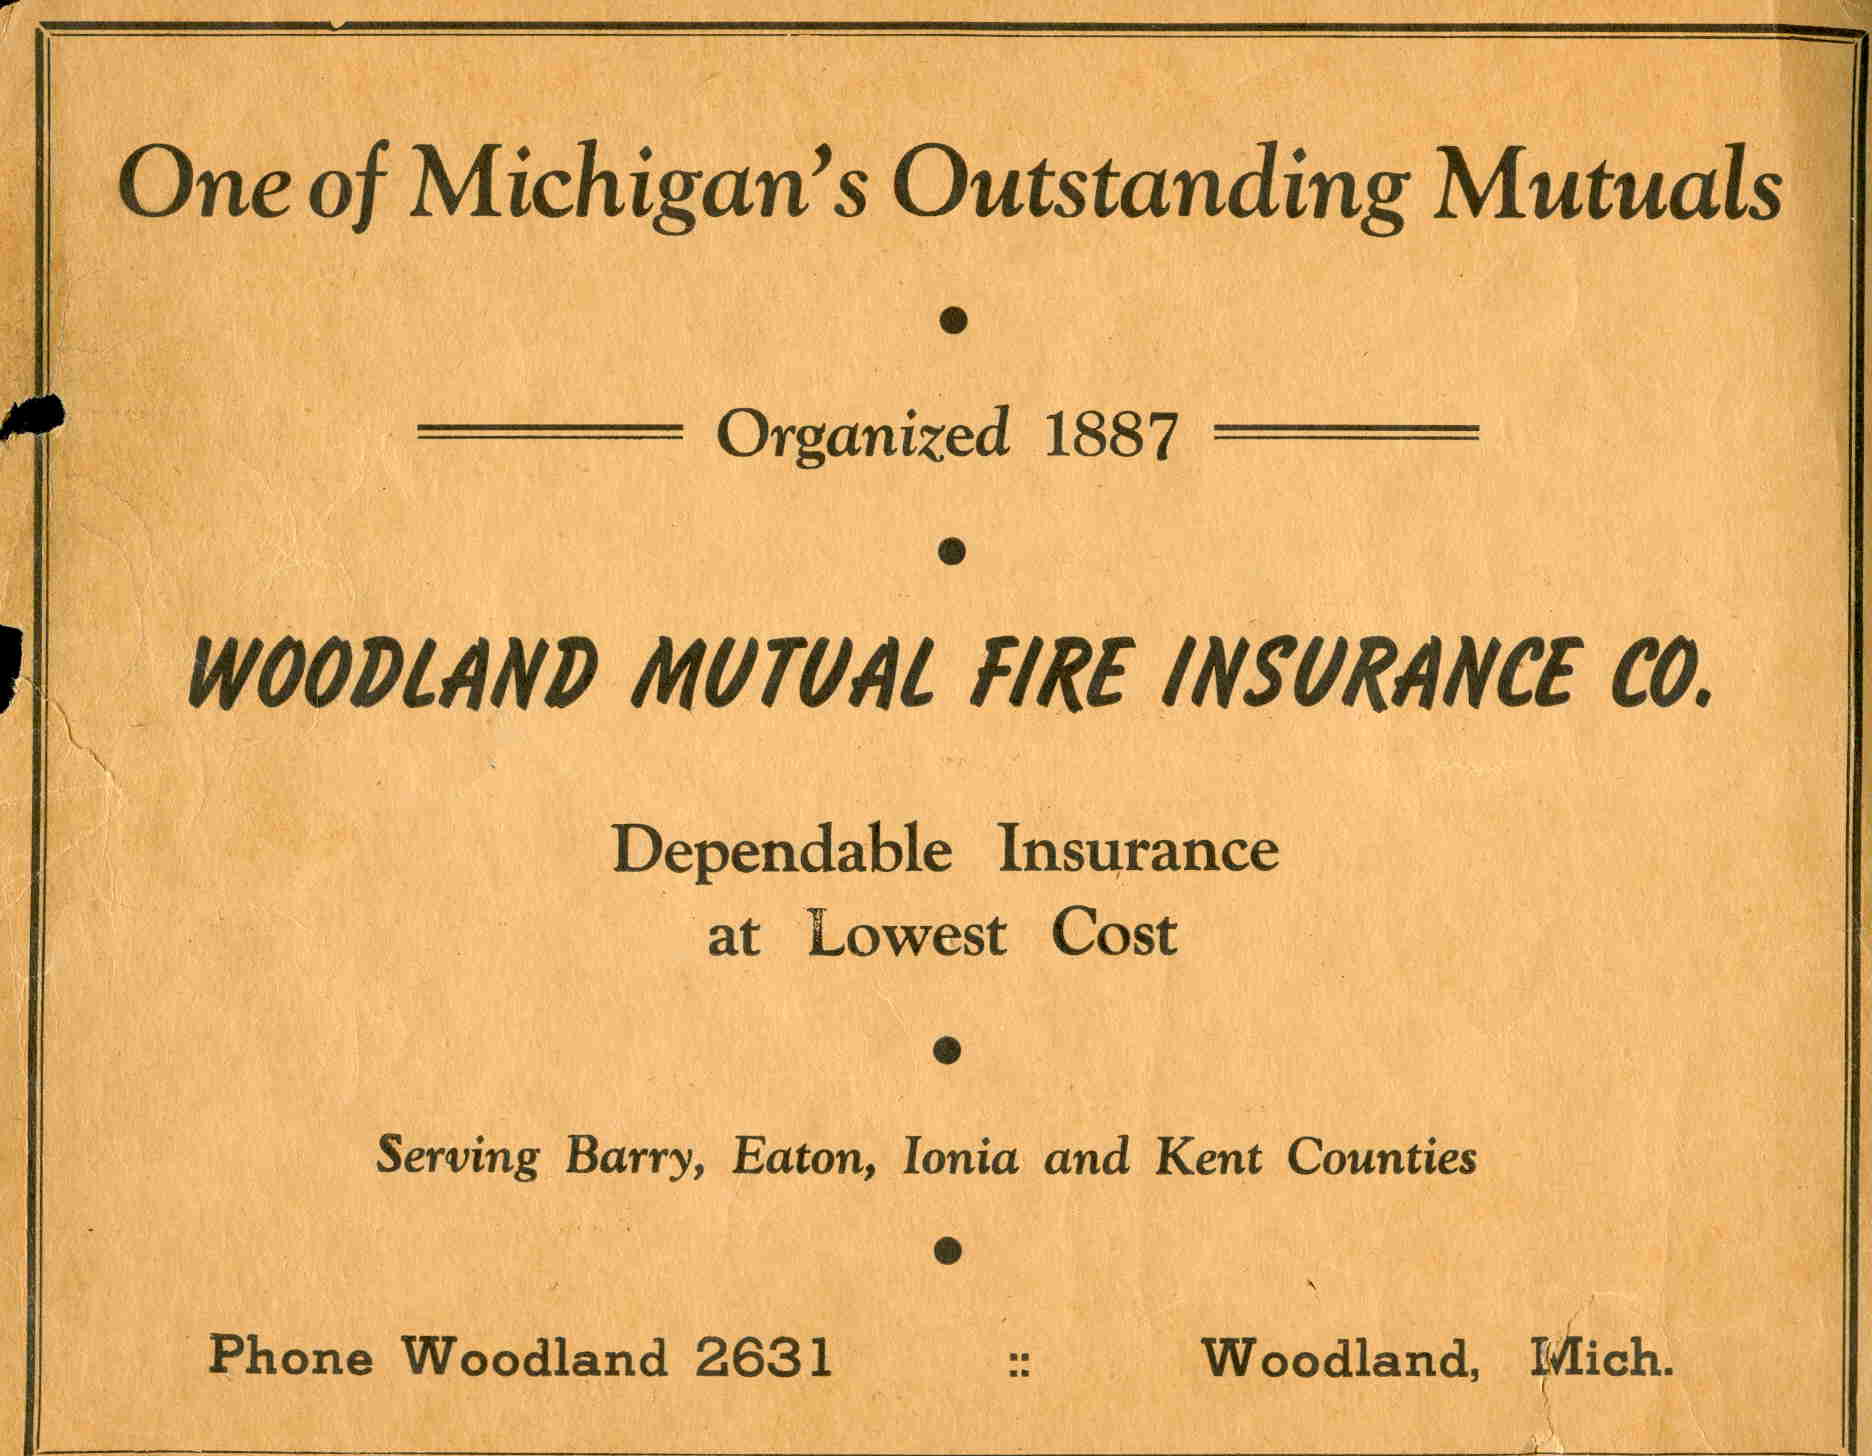 One of Michigan's Outstanding Mutuals
Organized 1887
WOODLAND MUTUAL FIRE INSURANCE CO.
Dependable Insurance
at Lowest Cost
Serving Barry, Eaton, Ionia and Kent Counties
Phone Woodland 2631 :: Woodland, Mich.